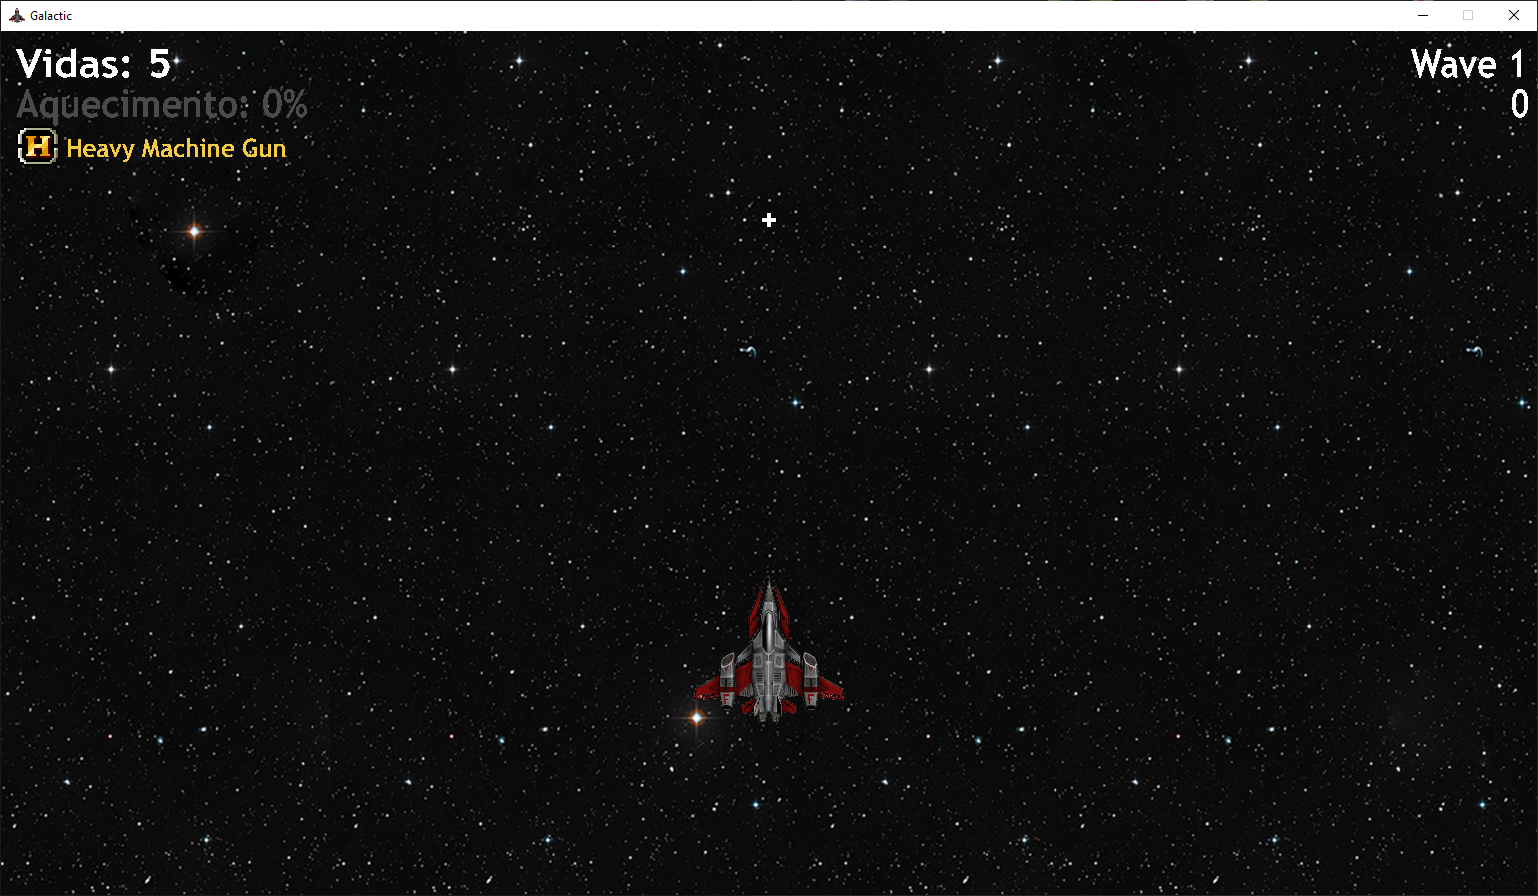 Galactic
Vidas: 5
Wave 1
Aquecimento: 0%
0
H Heavy Machine Gun
F F